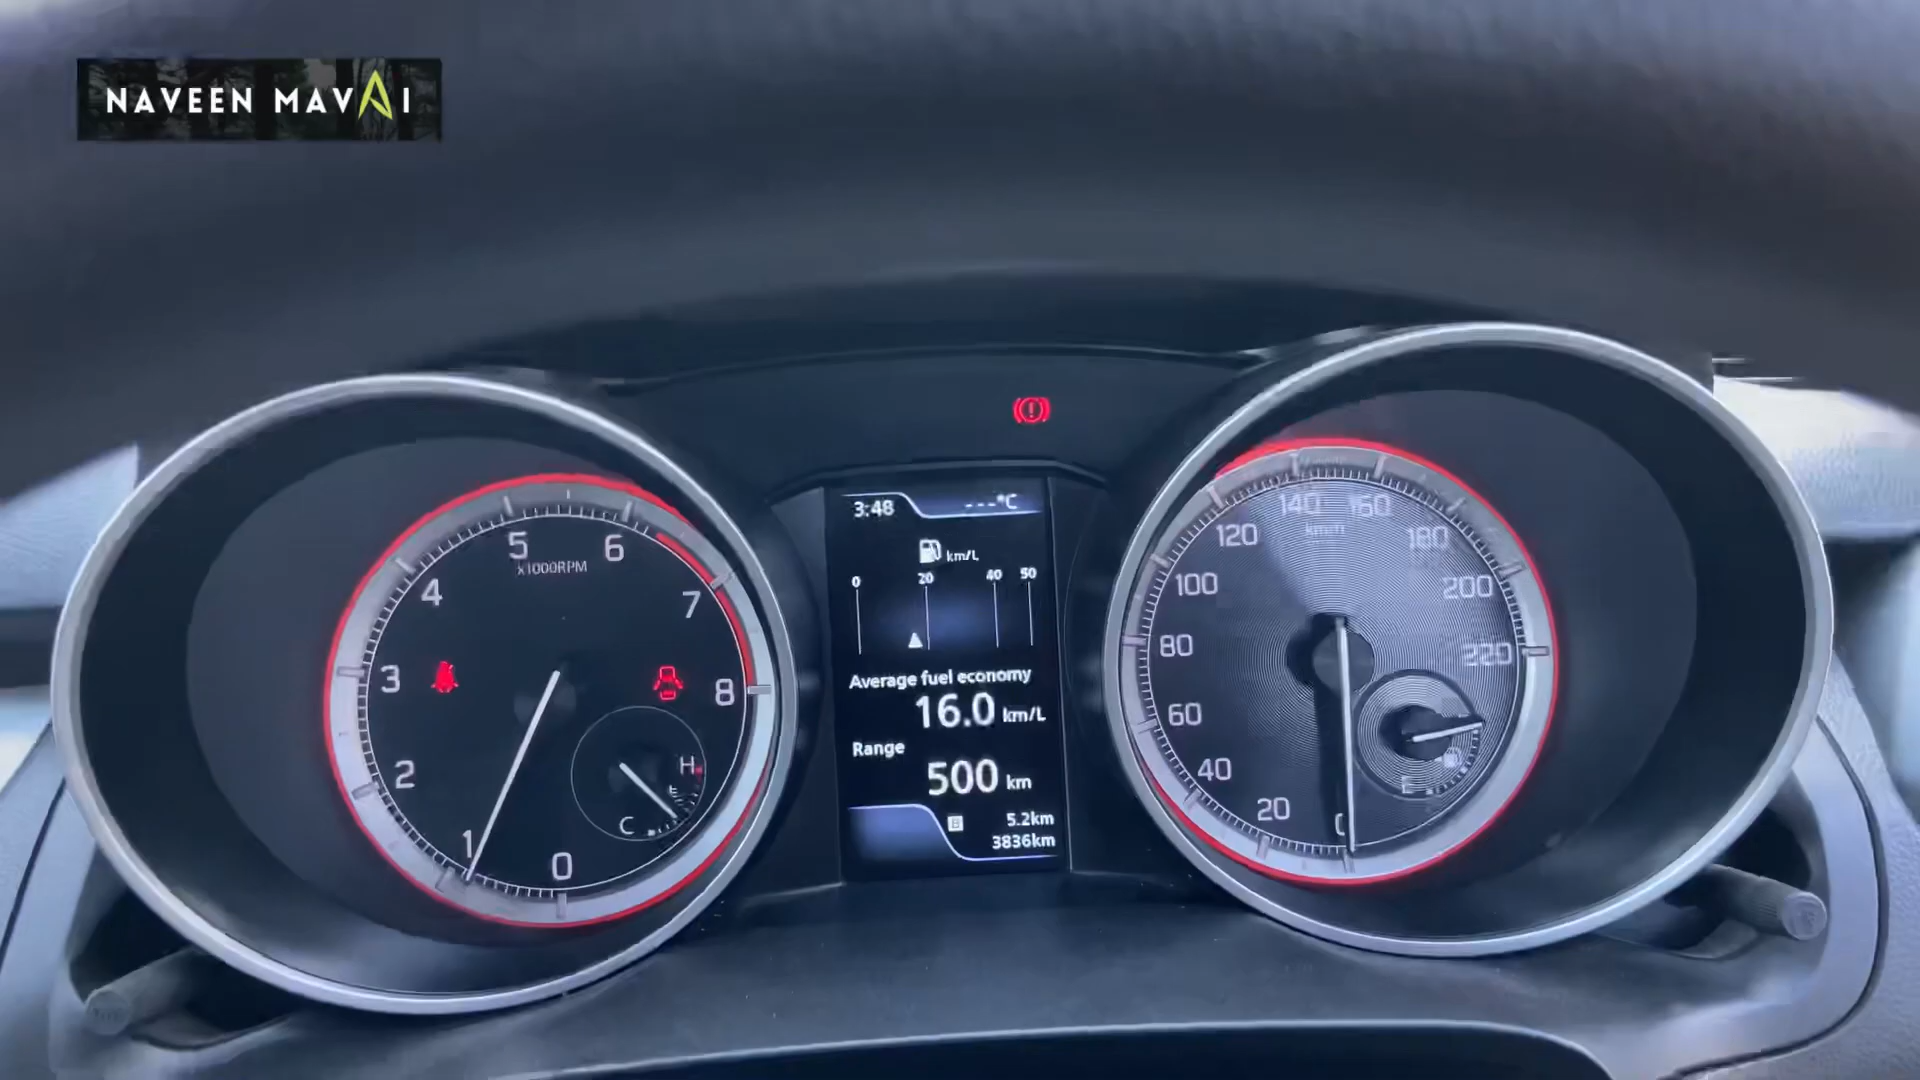 NAVEEN MAVAI
0
1
2
3
4
5
6
7
8
x1000RPM
H
C
3:48
---°C
km/L
0 20 40 50
Average fuel economy
16.0 km/L
Range
500 km
B 5.2km
3836km
0
20
40
60
80
100
120
140
160
180
200
220
km/h
E